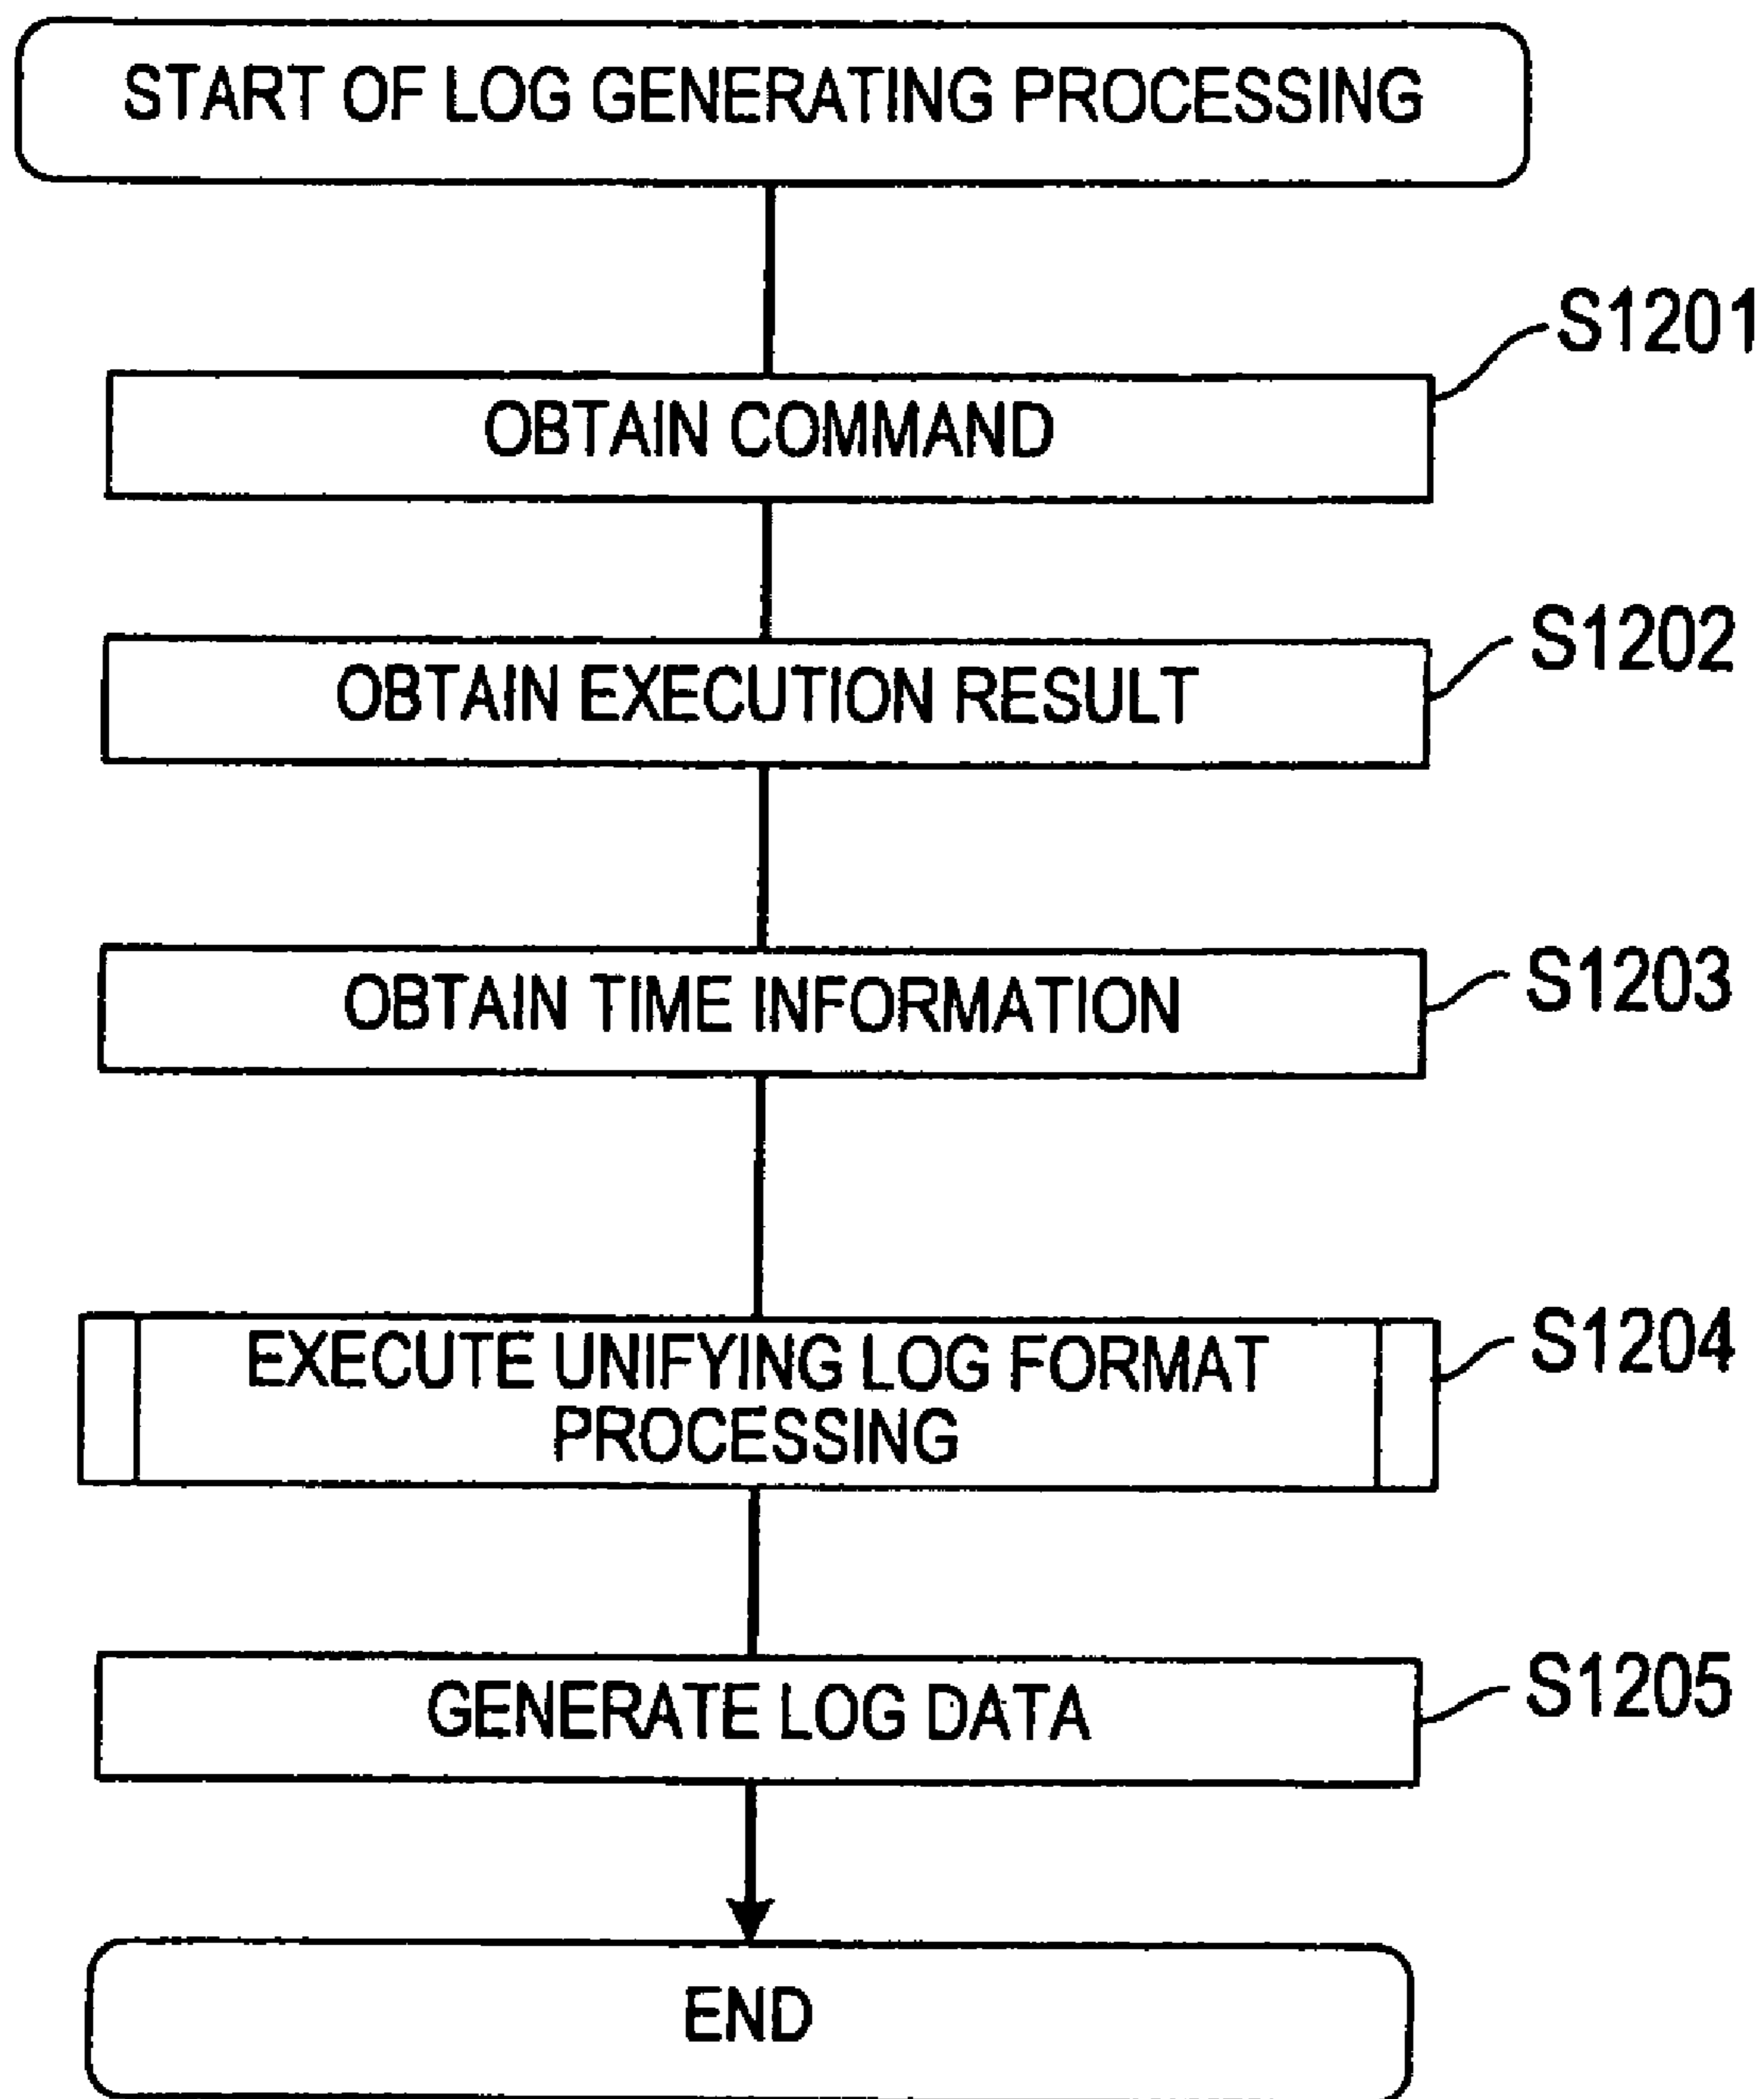 START OF LOG GENERATING PROCESSING
S1201
OBTAIN COMMAND
S1202
OBTAIN EXECUTION RESULT
S1203
OBTAIN TIME INFORMATION
S1204
EXECUTE UNIFYING LOG FORMAT
PROCESSING
S1205
GENERATE LOG DATA
END